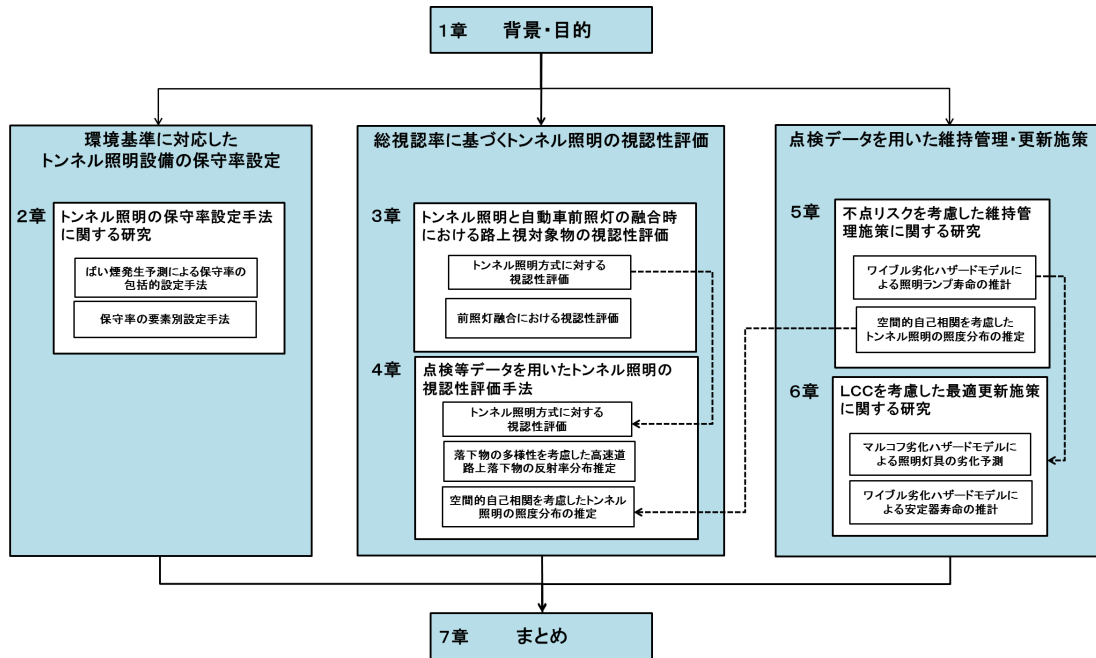 1章 背景・目的
環境基準に対応した
トンネル照明設備の保守率設定
2章
トンネル照明の保守率設定手法
に関する研究
ばい煙発生予測による保守率の
包括的設定手法
保守率の要素別設定手法
総視認率に基づくトンネル照明の視認性評価
3章
トンネル照明と自動車前照灯の融合時
における路上視対象物の視認性評価
トンネル照明方式に対する
視認性評価
前照灯融合における視認性評価
4章
点検等データを用いたトンネル照明の
視認性評価手法
トンネル照明方式に対する
視認性評価
落下物の多様性を考慮した高速道
路上落下物の反射率分布推定
空間的自己相関を考慮したトンネル
照明の照度分布の推定
点検データを用いた維持管理・更新施策
5章
不点リスクを考慮した維持管
理施策に関する研究
ワイブル劣化ハザードモデルに
よる照明ランプ寿命の推計
空間的自己相関を考慮した
トンネル照明の照度分布の推定
6章
LCCを考慮した最適更新施策
に関する研究
マルコフ劣化ハザードモデルに
よる照明灯具の劣化予測
ワイブル劣化ハザードモデルに
よる安定器寿命の推計
7章 まとめ